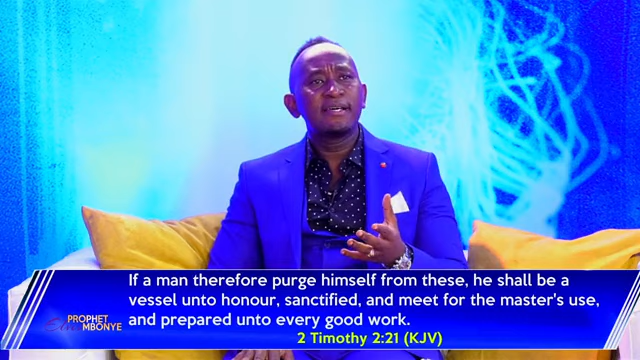 If a man therefore purge himself from these, he shall be a
vessel unto honour, sanctified, and meet for the master's use,
and prepared unto every good work.
2 Timothy 2:21 (KJV)
PROPHET
Elvis MBONYE